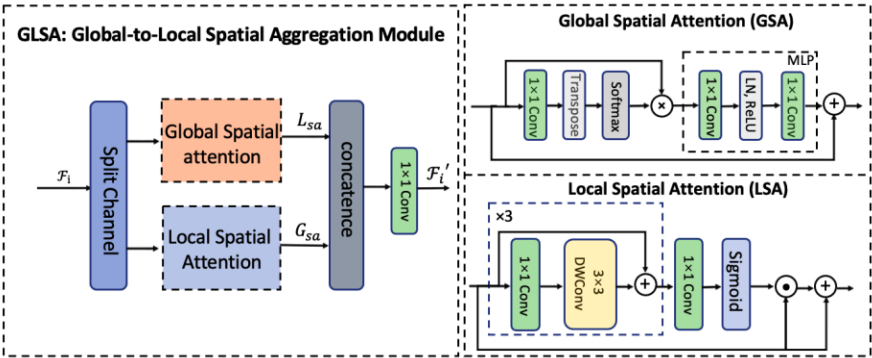 GLSA: Global-to-Local Spatial Aggregation Module
ℱi
Split Channel
Global Spatial
attention
Local Spatial
Attention
Lsa
Gsa
concatence
1×1 Conv
ℱi′
Global Spatial Attention (GSA)
1×1 Conv
Transpose
Softmax
×
MLP
1×1 Conv
LN, ReLU
1×1 Conv
+
Local Spatial Attention (LSA)
×3
1×1 Conv
3×3
DWConv
+
1×1 Conv
Sigmoid
+